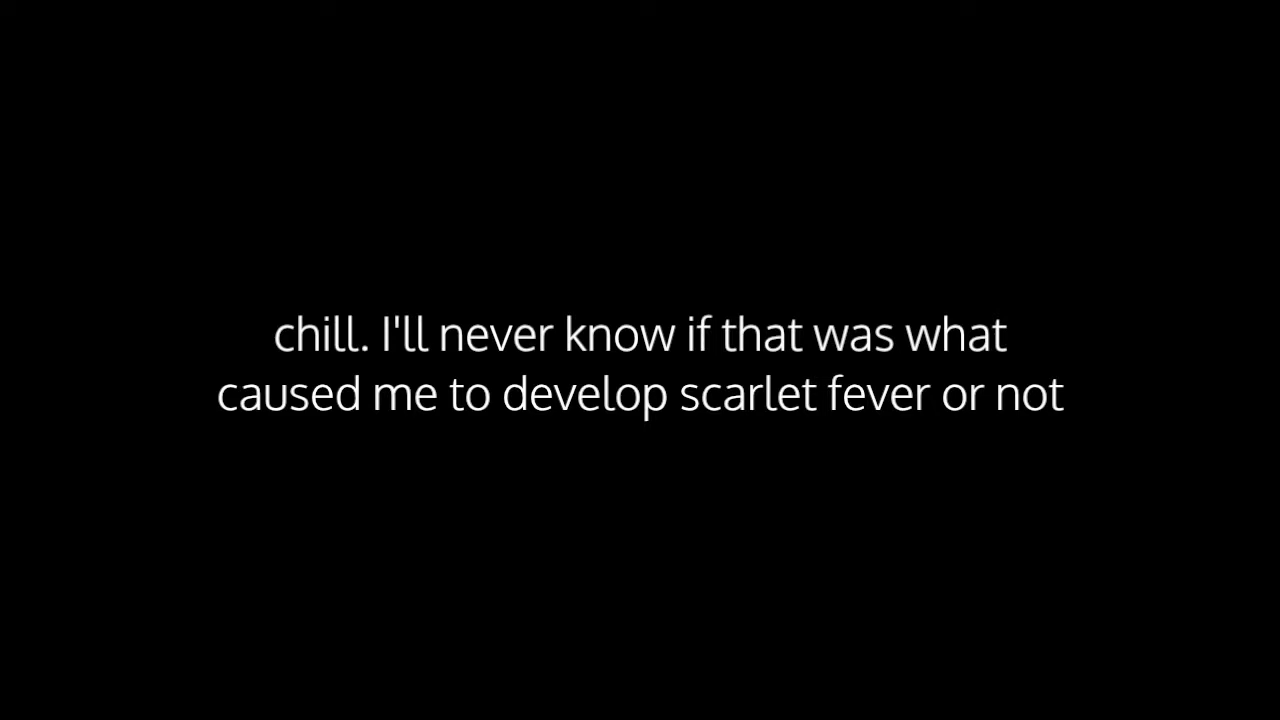 chill. I'll never know if that was what
caused me to develop scarlet fever or not